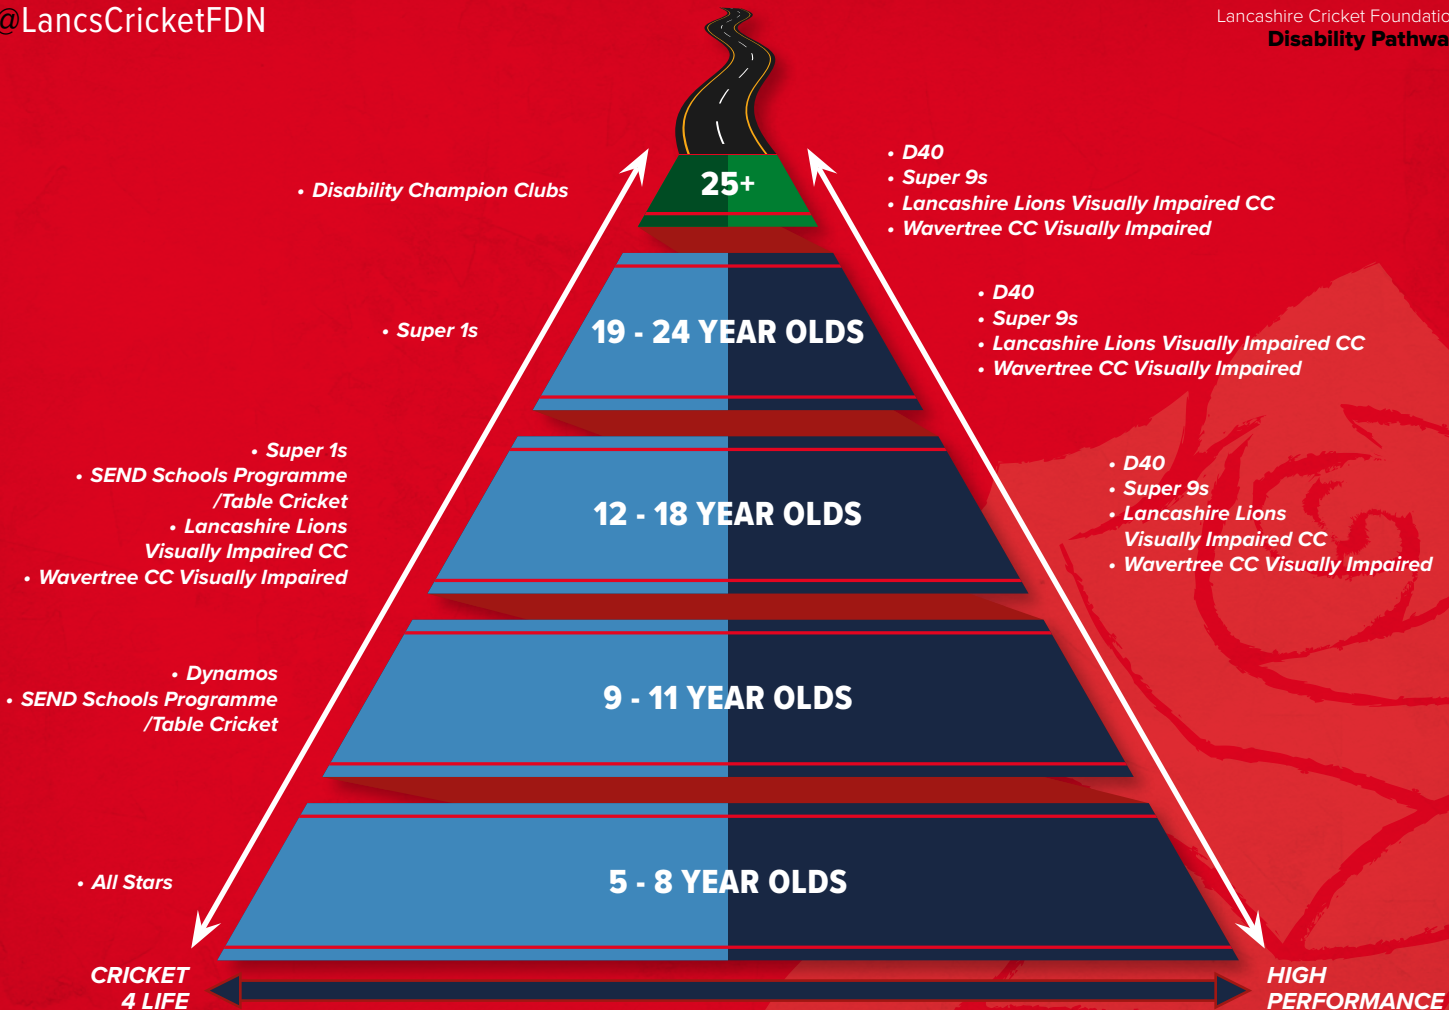 @LancsCricketFDN
Lancashire Cricket Foundatio
Disability Pathwa
25+
• Disability Champion Clubs
• D40
• Super 9s
• Lancashire Lions Visually Impaired CC
• Wavertree CC Visually Impaired
19 - 24 YEAR OLDS
• Super 1s
• D40
• Super 9s
• Lancashire Lions Visually Impaired CC
• Wavertree CC Visually Impaired
12 - 18 YEAR OLDS
• Super 1s
• SEND Schools Programme
/Table Cricket
• Lancashire Lions
Visually Impaired CC
• Wavertree CC Visually Impaired
• D40
• Super 9s
• Lancashire Lions
Visually Impaired CC
• Wavertree CC Visually Impaired
9 - 11 YEAR OLDS
• Dynamos
• SEND Schools Programme
/Table Cricket
5 - 8 YEAR OLDS
• All Stars
CRICKET
4 LIFE
HIGH
PERFORMANCE